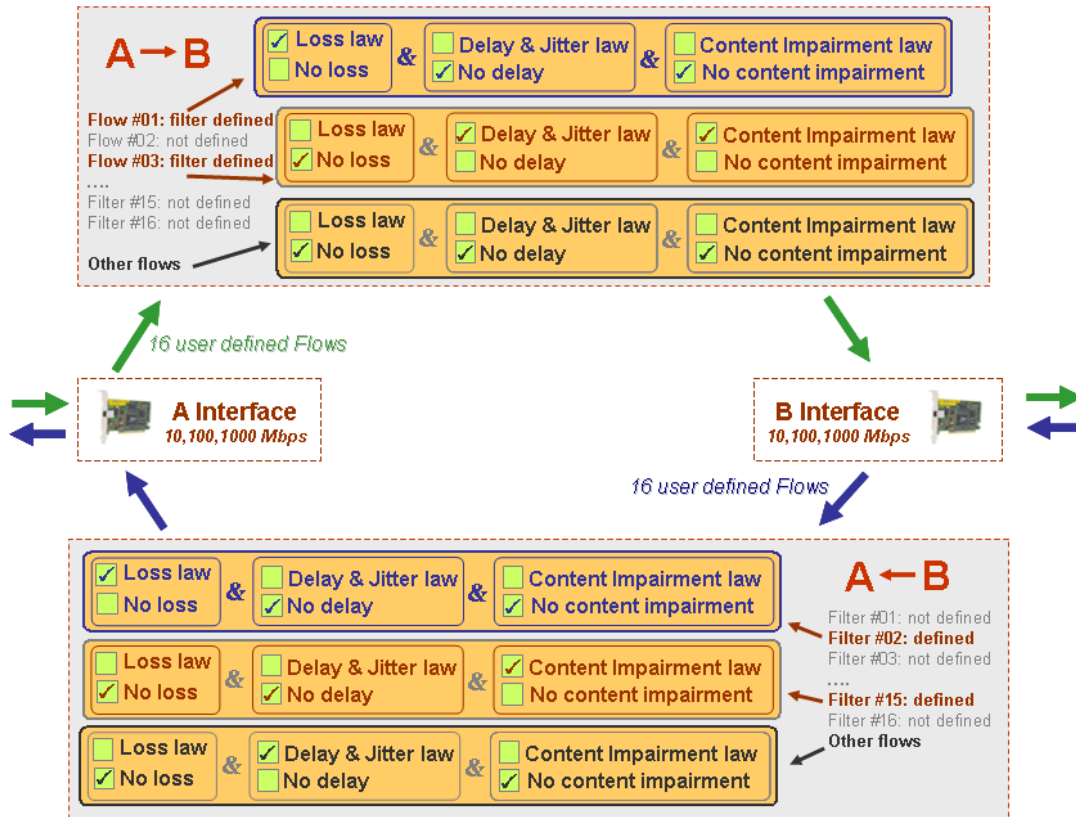 A → B
Loss law
No loss
&
Delay & Jitter law
No delay
&
Content Impairment law
No content impairment
Flow #01: filter defined
Flow #02: not defined
Flow #03: filter defined
....
Filter #15: not defined
Filter #16: not defined
Other flows
Loss law
No loss
&
Delay & Jitter law
No delay
&
Content Impairment law
No content impairment
Loss law
No loss
&
Delay & Jitter law
No delay
&
Content Impairment law
No content impairment
16 user defined Flows
A Interface
10,100,1000 Mbps
B Interface
10,100,1000 Mbps
16 user defined Flows
Loss law
No loss
&
Delay & Jitter law
No delay
&
Content Impairment law
No content impairment
Loss law
No loss
&
Delay & Jitter law
No delay
&
Content Impairment law
No content impairment
Loss law
No loss
&
Delay & Jitter law
No delay
&
Content Impairment law
No content impairment
A ← B
Filter #01: not defined
Filter #02: defined
Filter #03: not defined
....
Filter #15: defined
Filter #16: not defined
Other flows